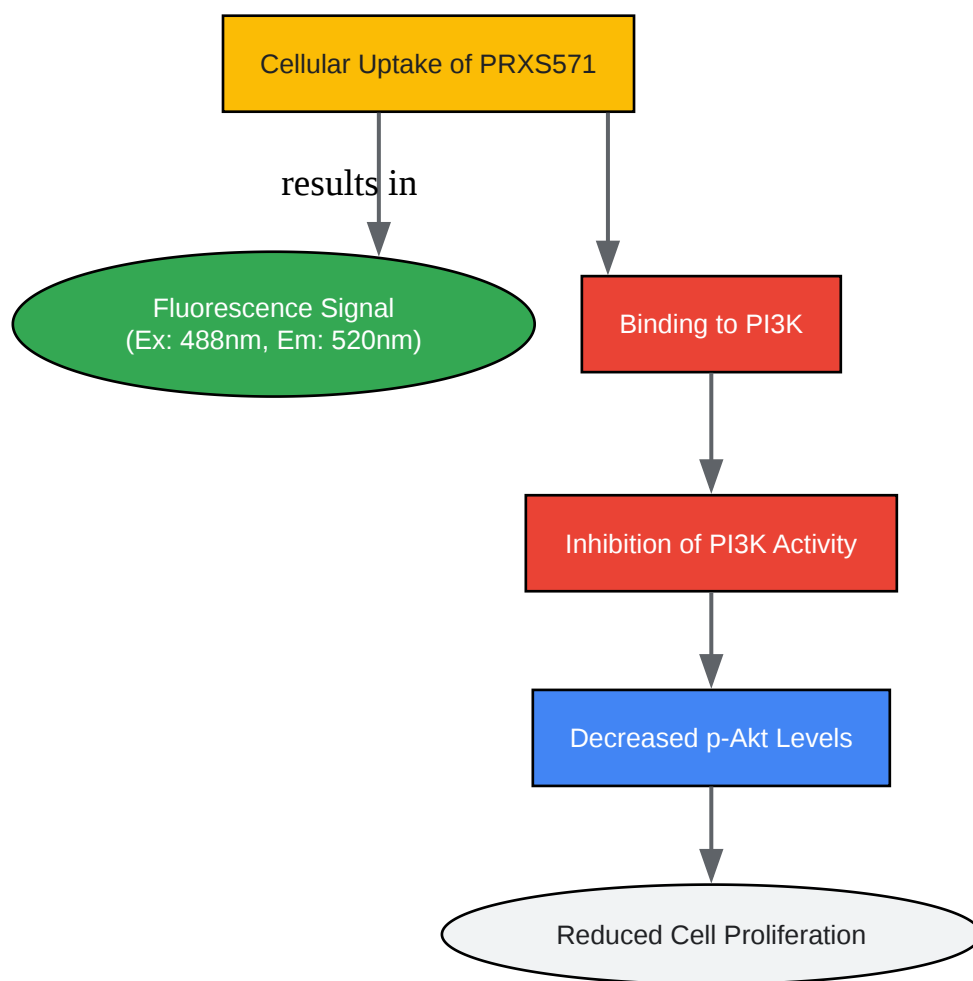 Cellular Uptake of PRXS571
results in
Fluorescence Signal
(Ex: 488nm, Em: 520nm)
Binding to PI3K
Inhibition of PI3K Activity
Decreased p-Akt Levels
Reduced Cell Proliferation